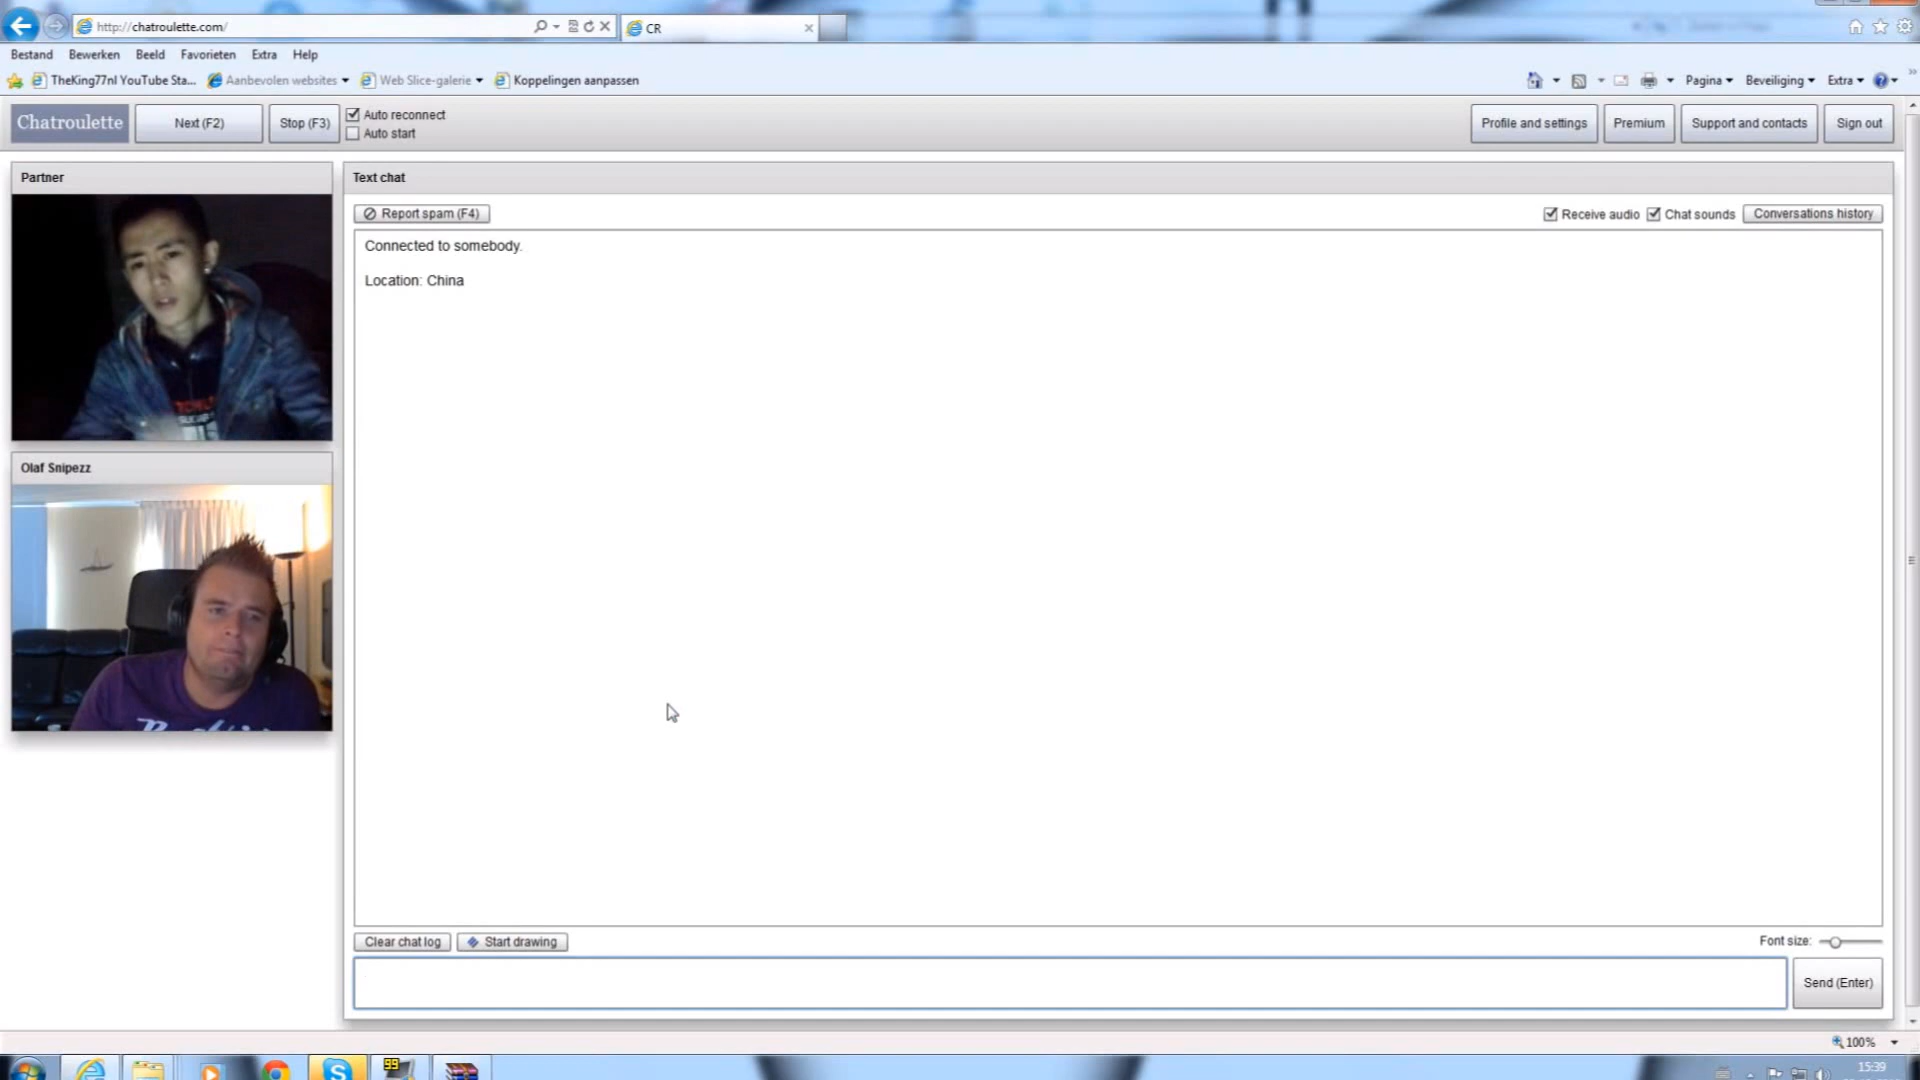 http://chatroulette.com/
CR
Bestand Bewerken Beeld Favorieten Extra Help
TheKing77nl YouTube Sta... Aanbevolen websites Web Slice-galerie Koppelingen aanpassen
Pagina Beveiliging Extra
Chatroulette Next (F2) Stop (F3) Auto reconnect
Auto start
Profile and settings Premium Support and contacts Sign out
Partner
Text chat
Report spam (F4)
Receive audio Chat sounds Conversations history
Connected to somebody.
Location: China
Olaf Snipezz
Clear chat log Start drawing
Font size:
Send (Enter)
100%
99
15:39